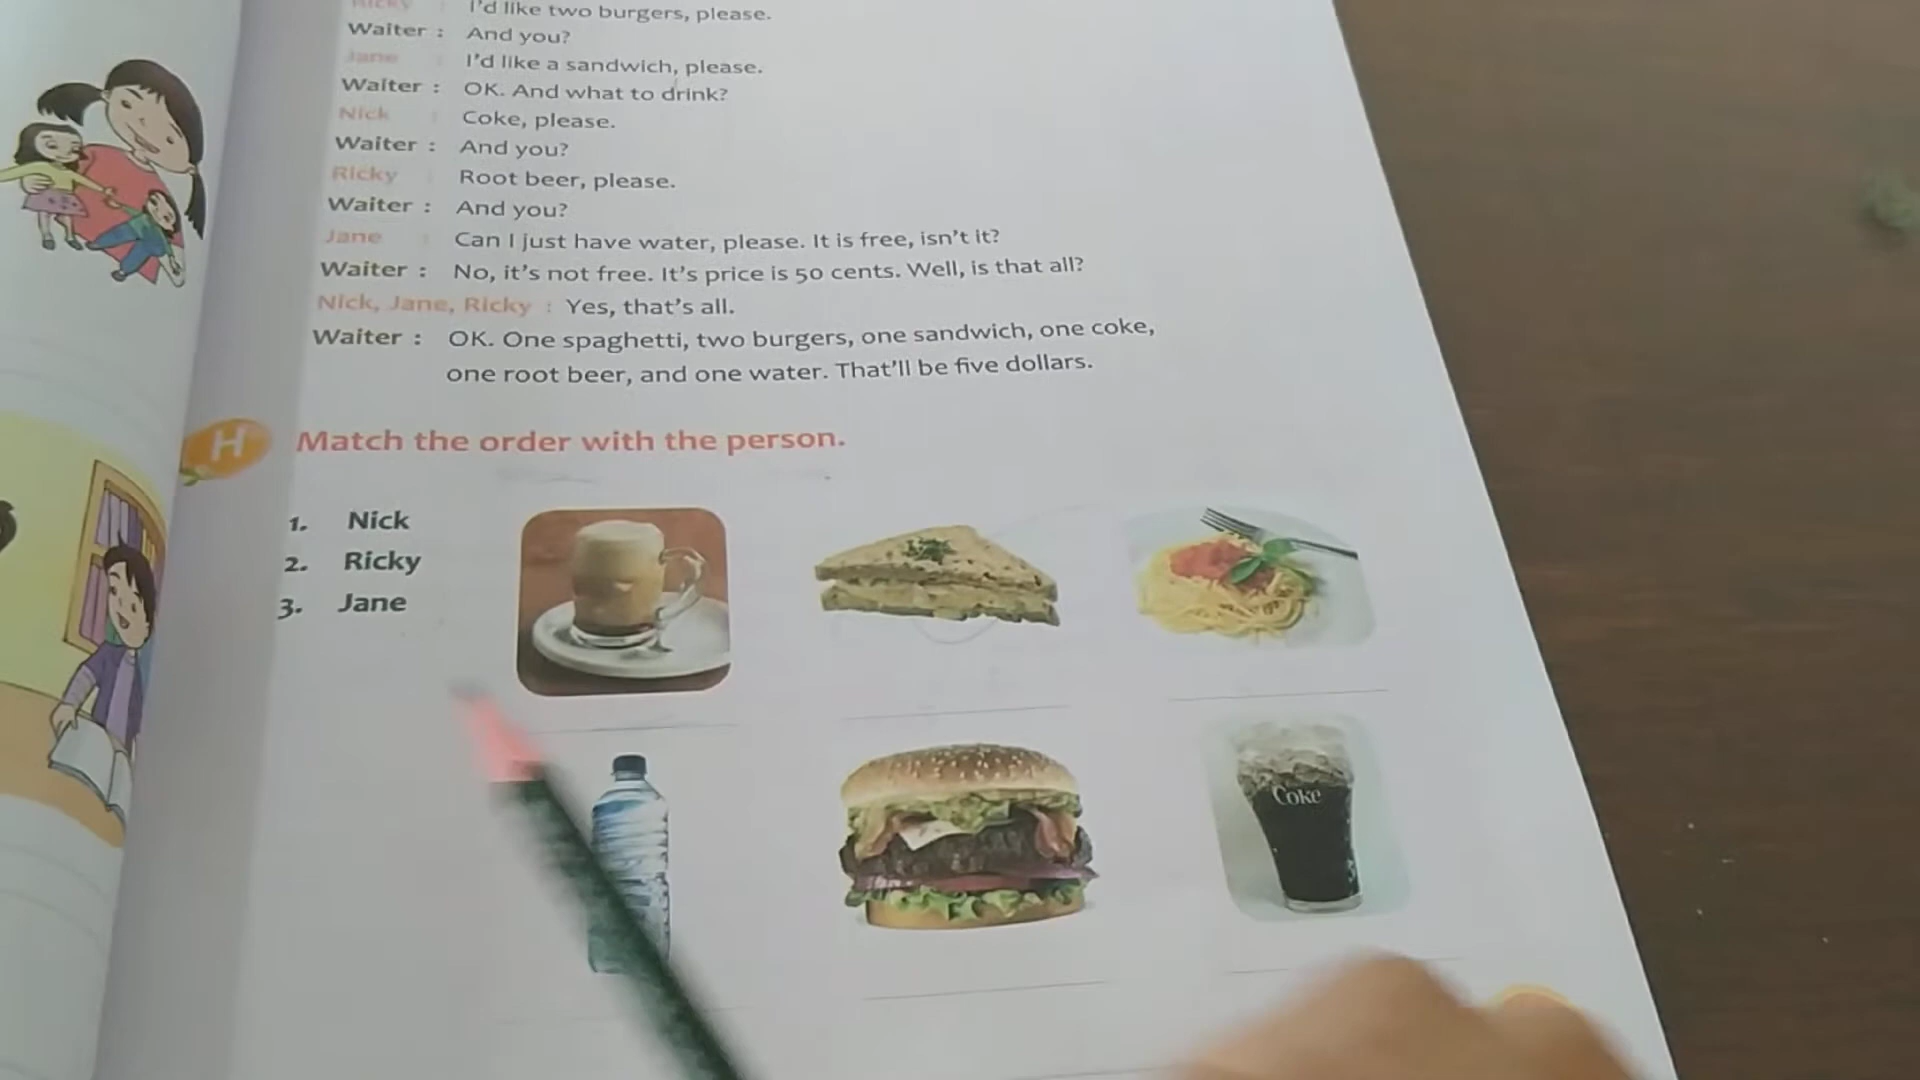 Ricky : I'd like two burgers, please.
Waiter : And you?
Jane : I'd like a sandwich, please.
Waiter : OK. And what to drink?
Nick : Coke, please.
Waiter : And you?
Ricky : Root beer, please.
Waiter : And you?
Jane : Can I just have water, please. It is free, isn't it?
Waiter : No, it's not free. It's price is 50 cents. Well, is that all?
Nick, Jane, Ricky : Yes, that's all.
Waiter : OK. One spaghetti, two burgers, one sandwich, one coke,
one root beer, and one water. That'll be five dollars.
H Match the order with the person.
1. Nick
2. Ricky
3. Jane
Coke